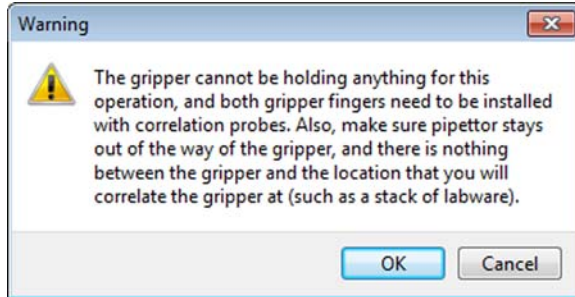 Warning
The gripper cannot be holding anything for this
operation, and both gripper fingers need to be installed
with correlation probes. Also, make sure pipettor stays
out of the way of the gripper, and there is nothing
between the gripper and the location that you will
correlate the gripper at (such as a stack of labware).
OK
Cancel